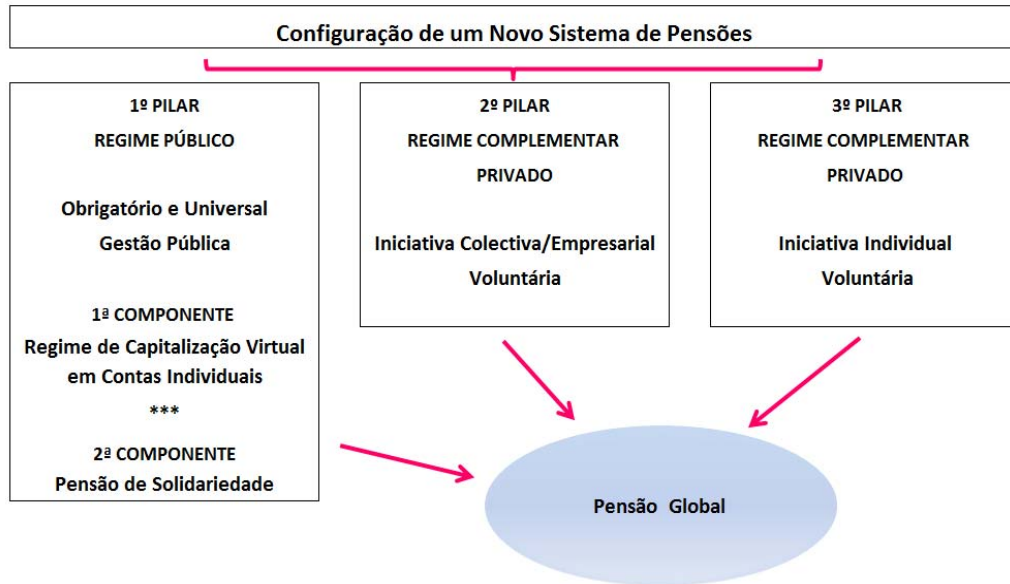 Configuração de um Novo Sistema de Pensões
1º PILAR
REGIME PÚBLICO
Obrigatório e Universal
Gestão Pública
1ª COMPONENTE
Regime de Capitalização Virtual
em Contas Individuais
***
2ª COMPONENTE
Pensão de Solidariedade
2º PILAR
REGIME COMPLEMENTAR
PRIVADO
Iniciativa Colectiva/Empresarial
Voluntária
3º PILAR
REGIME COMPLEMENTAR
PRIVADO
Iniciativa Individual
Voluntária
Pensão Global